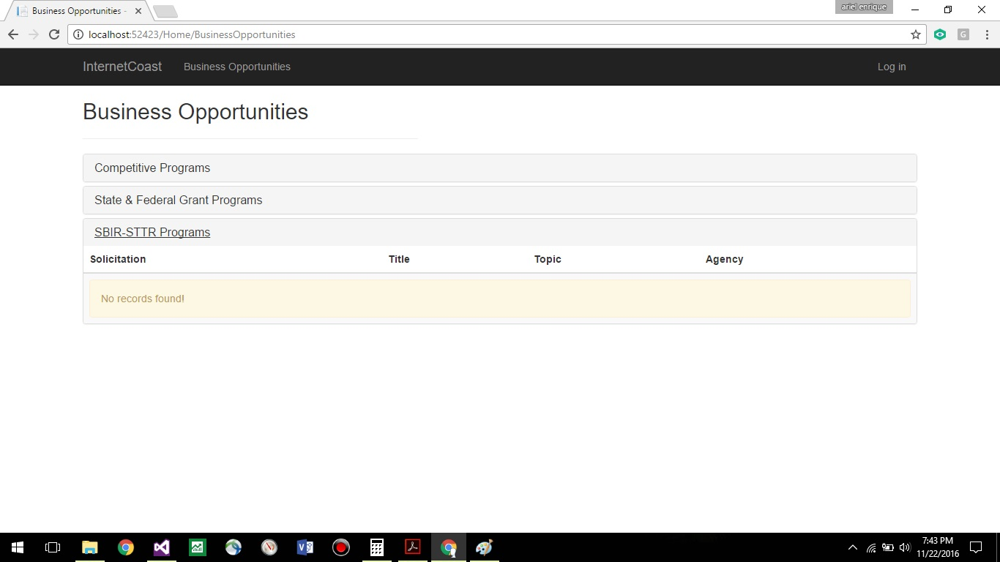 Business Opportunities -
ariel enrique
localhost:52423/Home/BusinessOpportunities
G
InternetCoast
Business Opportunities
Log in
Business Opportunities
Competitive Programs
State & Federal Grant Programs
SBIR-STTR Programs
Solicitation Title Topic Agency
No records found!
7:43 PM
11/22/2016